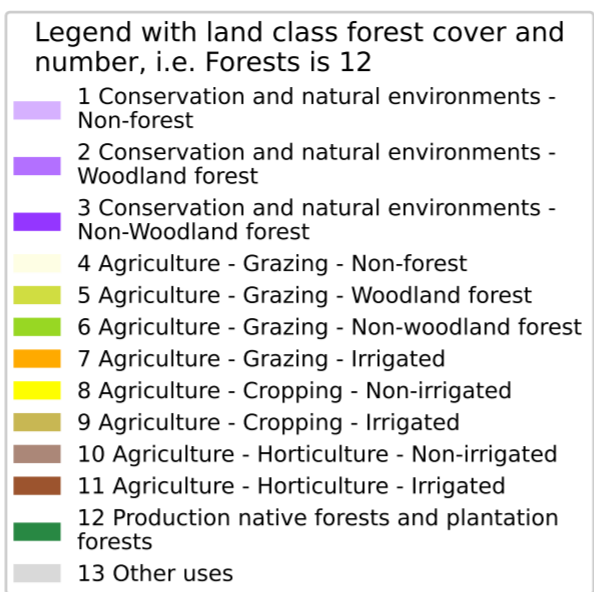 Legend with land class forest cover and
number, i.e. Forests is 12
1 Conservation and natural environments -
Non-forest
2 Conservation and natural environments -
Woodland forest
3 Conservation and natural environments -
Non-Woodland forest
4 Agriculture - Grazing - Non-forest
5 Agriculture - Grazing - Woodland forest
6 Agriculture - Grazing - Non-woodland forest
7 Agriculture - Grazing - Irrigated
8 Agriculture - Cropping - Non-irrigated
9 Agriculture - Cropping - Irrigated
10 Agriculture - Horticulture - Non-irrigated
11 Agriculture - Horticulture - Irrigated
12 Production native forests and plantation
forests
13 Other uses